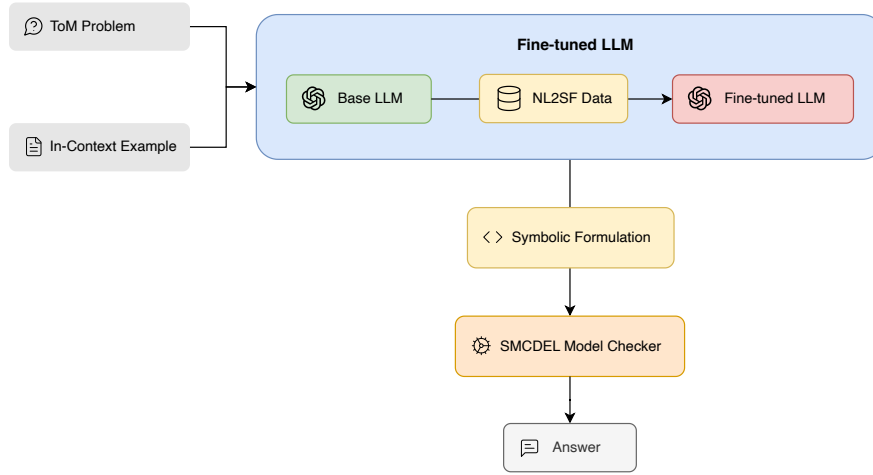 ToM Problem
In-Context Example
Fine-tuned LLM
Base LLM
NL2SF Data
Fine-tuned LLM
Symbolic Formulation
SMCDEL Model Checker
Answer